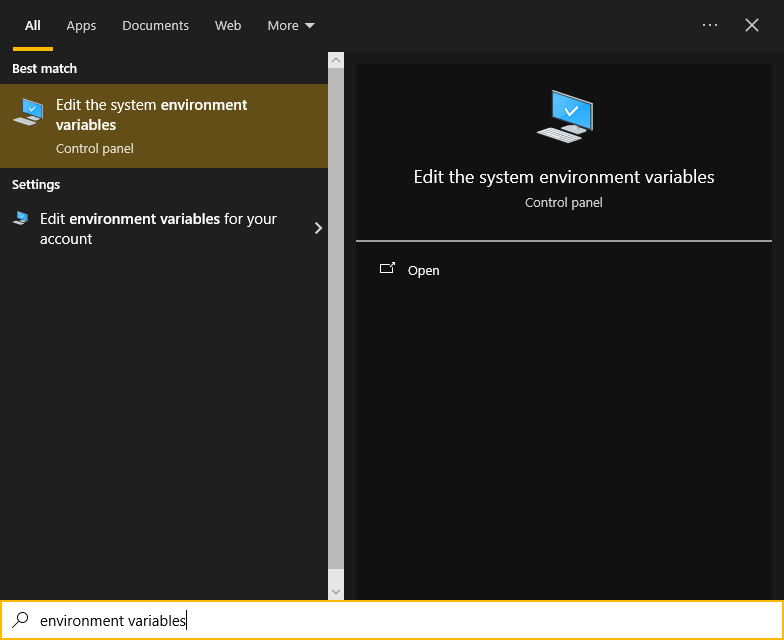 All Apps Documents Web More
Best match
Edit the system environment
variables
Control panel
Settings
Edit environment variables for your
account
Edit the system environment variables
Control panel
Open
environment variables